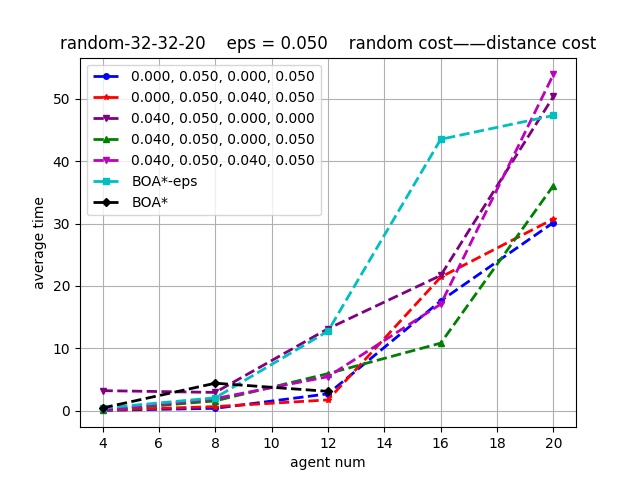 random-32-32-20 eps = 0.050 random cost——distance cost
0.000, 0.050, 0.000, 0.050
0.000, 0.050, 0.040, 0.050
0.040, 0.050, 0.000, 0.000
0.040, 0.050, 0.000, 0.050
0.040, 0.050, 0.040, 0.050
BOA*-eps
BOA*
average time
50
40
30
20
10
0
4 6 8 10 12 14 16 18 20
agent num